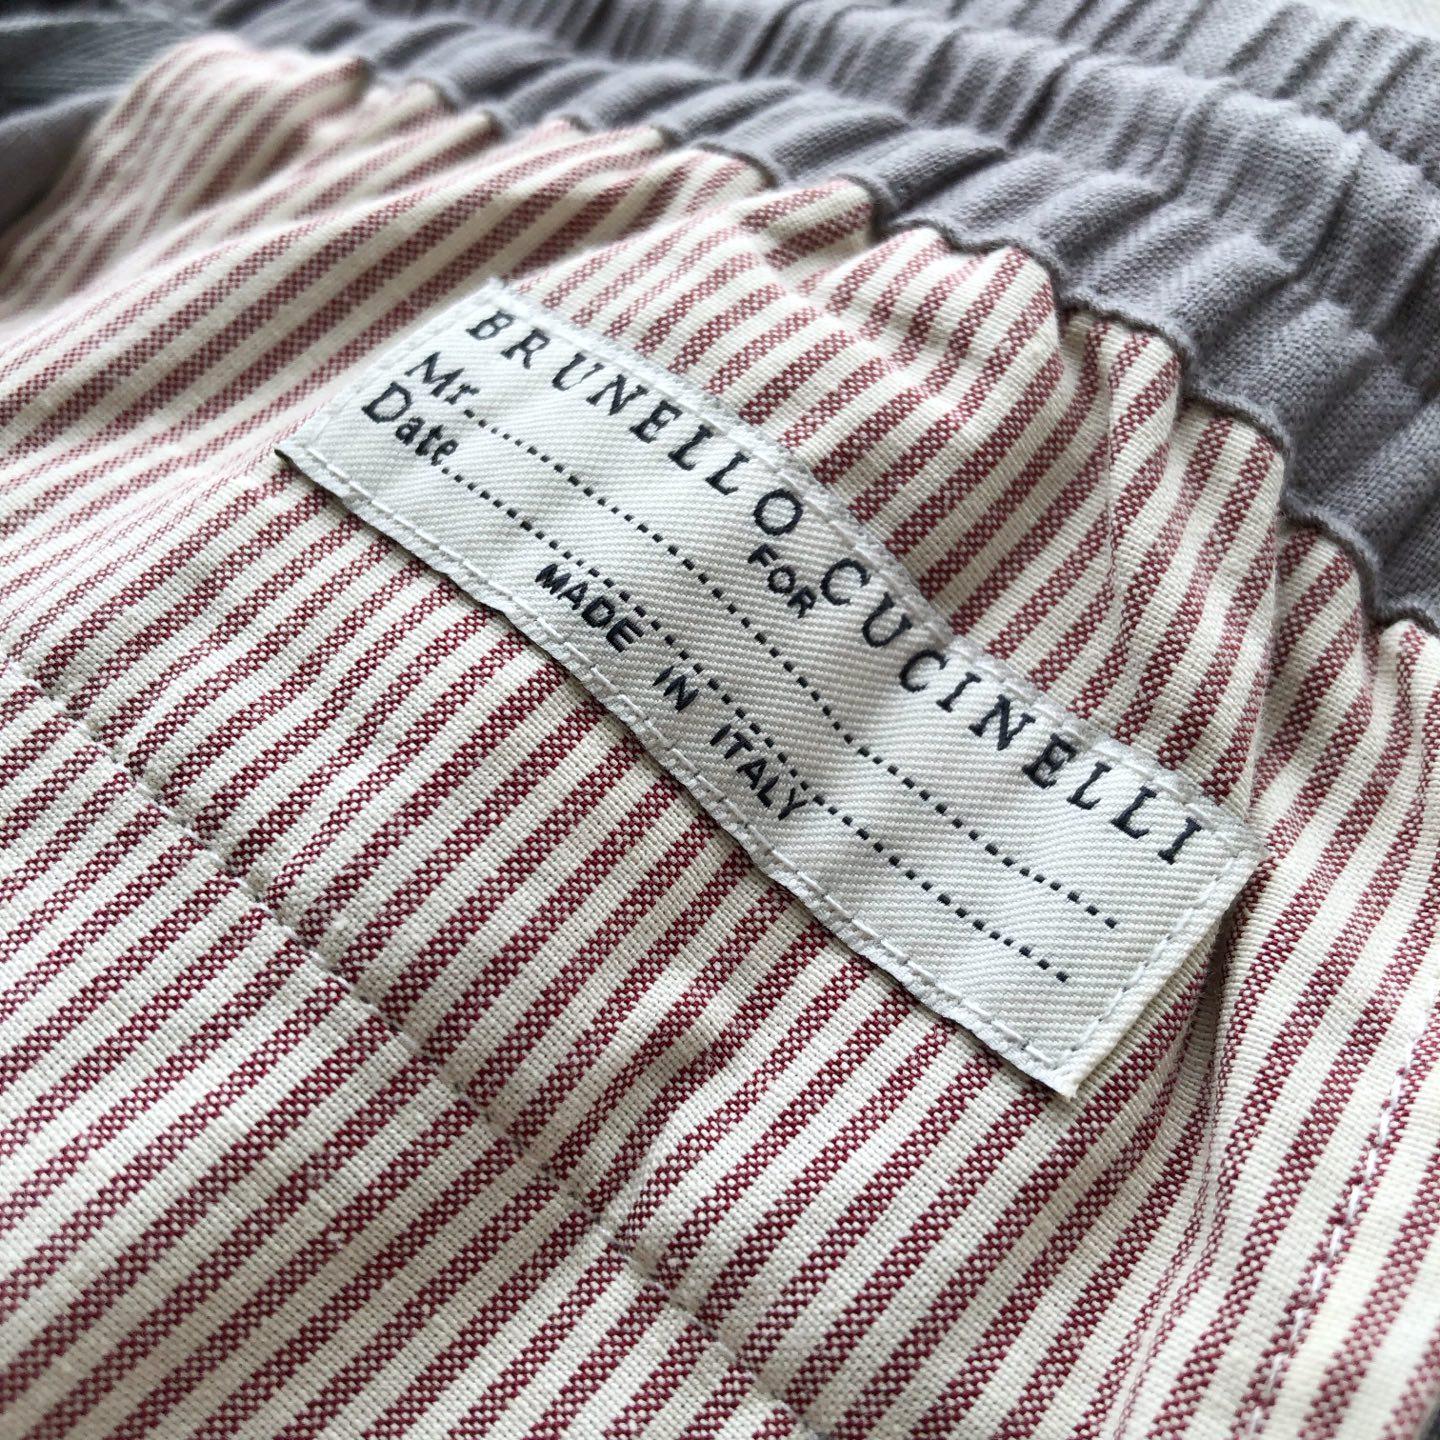 BRUNELLO CUCINELLI
FOR
Mr.......................................................
Date.......................................................
MADE IN ITALY